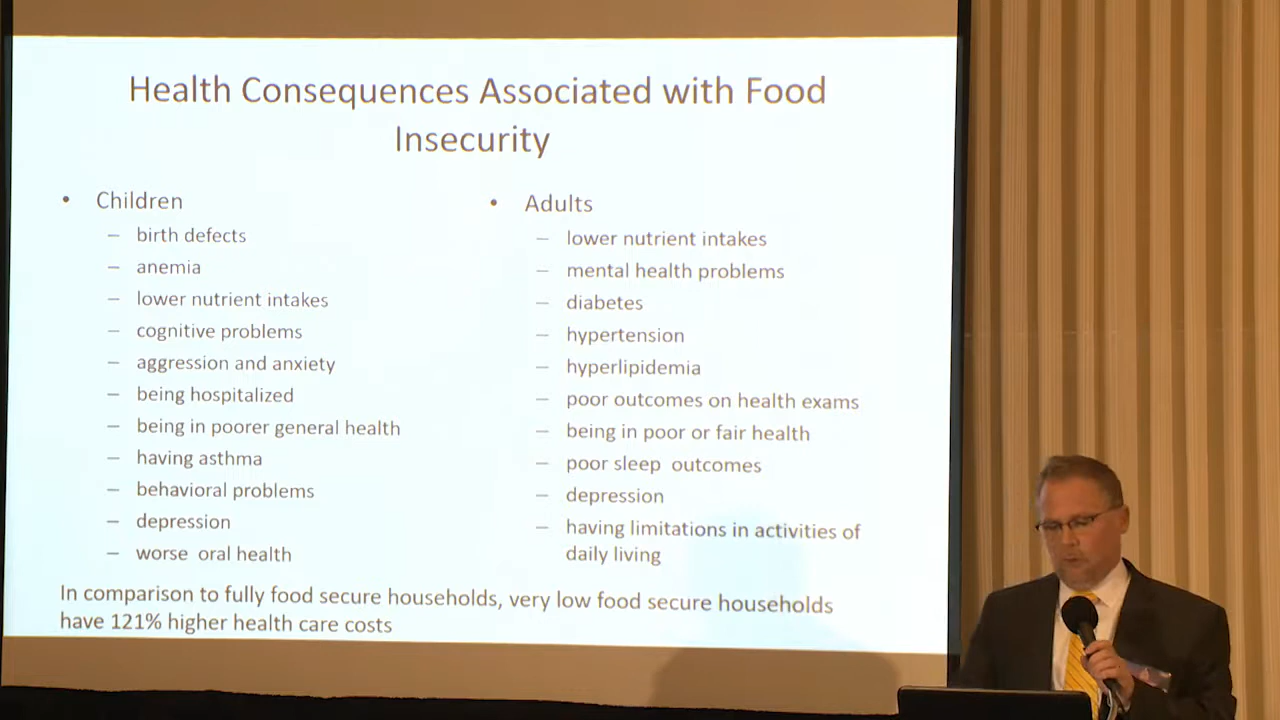 Health Consequences Associated with Food
Insecurity
• Children
– birth defects
– anemia
– lower nutrient intakes
– cognitive problems
– aggression and anxiety
– being hospitalized
– being in poorer general health
– having asthma
– behavioral problems
– depression
– worse oral health
• Adults
– lower nutrient intakes
– mental health problems
– diabetes
– hypertension
– hyperlipidemia
– poor outcomes on health exams
– being in poor or fair health
– poor sleep outcomes
– depression
– having limitations in activities of
daily living
In comparison to fully food secure households, very low food secure households
have 121% higher health care costs